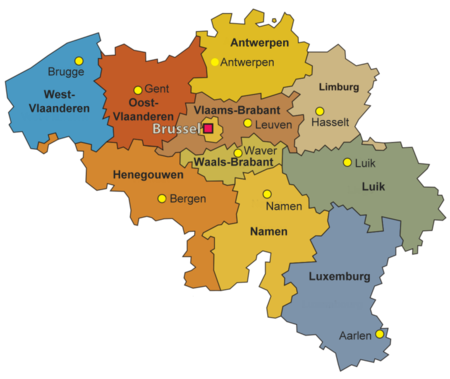 Antwerpen
Antwerpen
Brugge
West-
Vlaanderen
Gent
Oost-
Vlaanderen
Limburg
Hasselt
Vlaams-Brabant
Leuven
Brussel
Waver
Waals-Brabant
Luik
Luik
Henegouwen
Bergen
Namen
Namen
Luxemburg
Aarlen